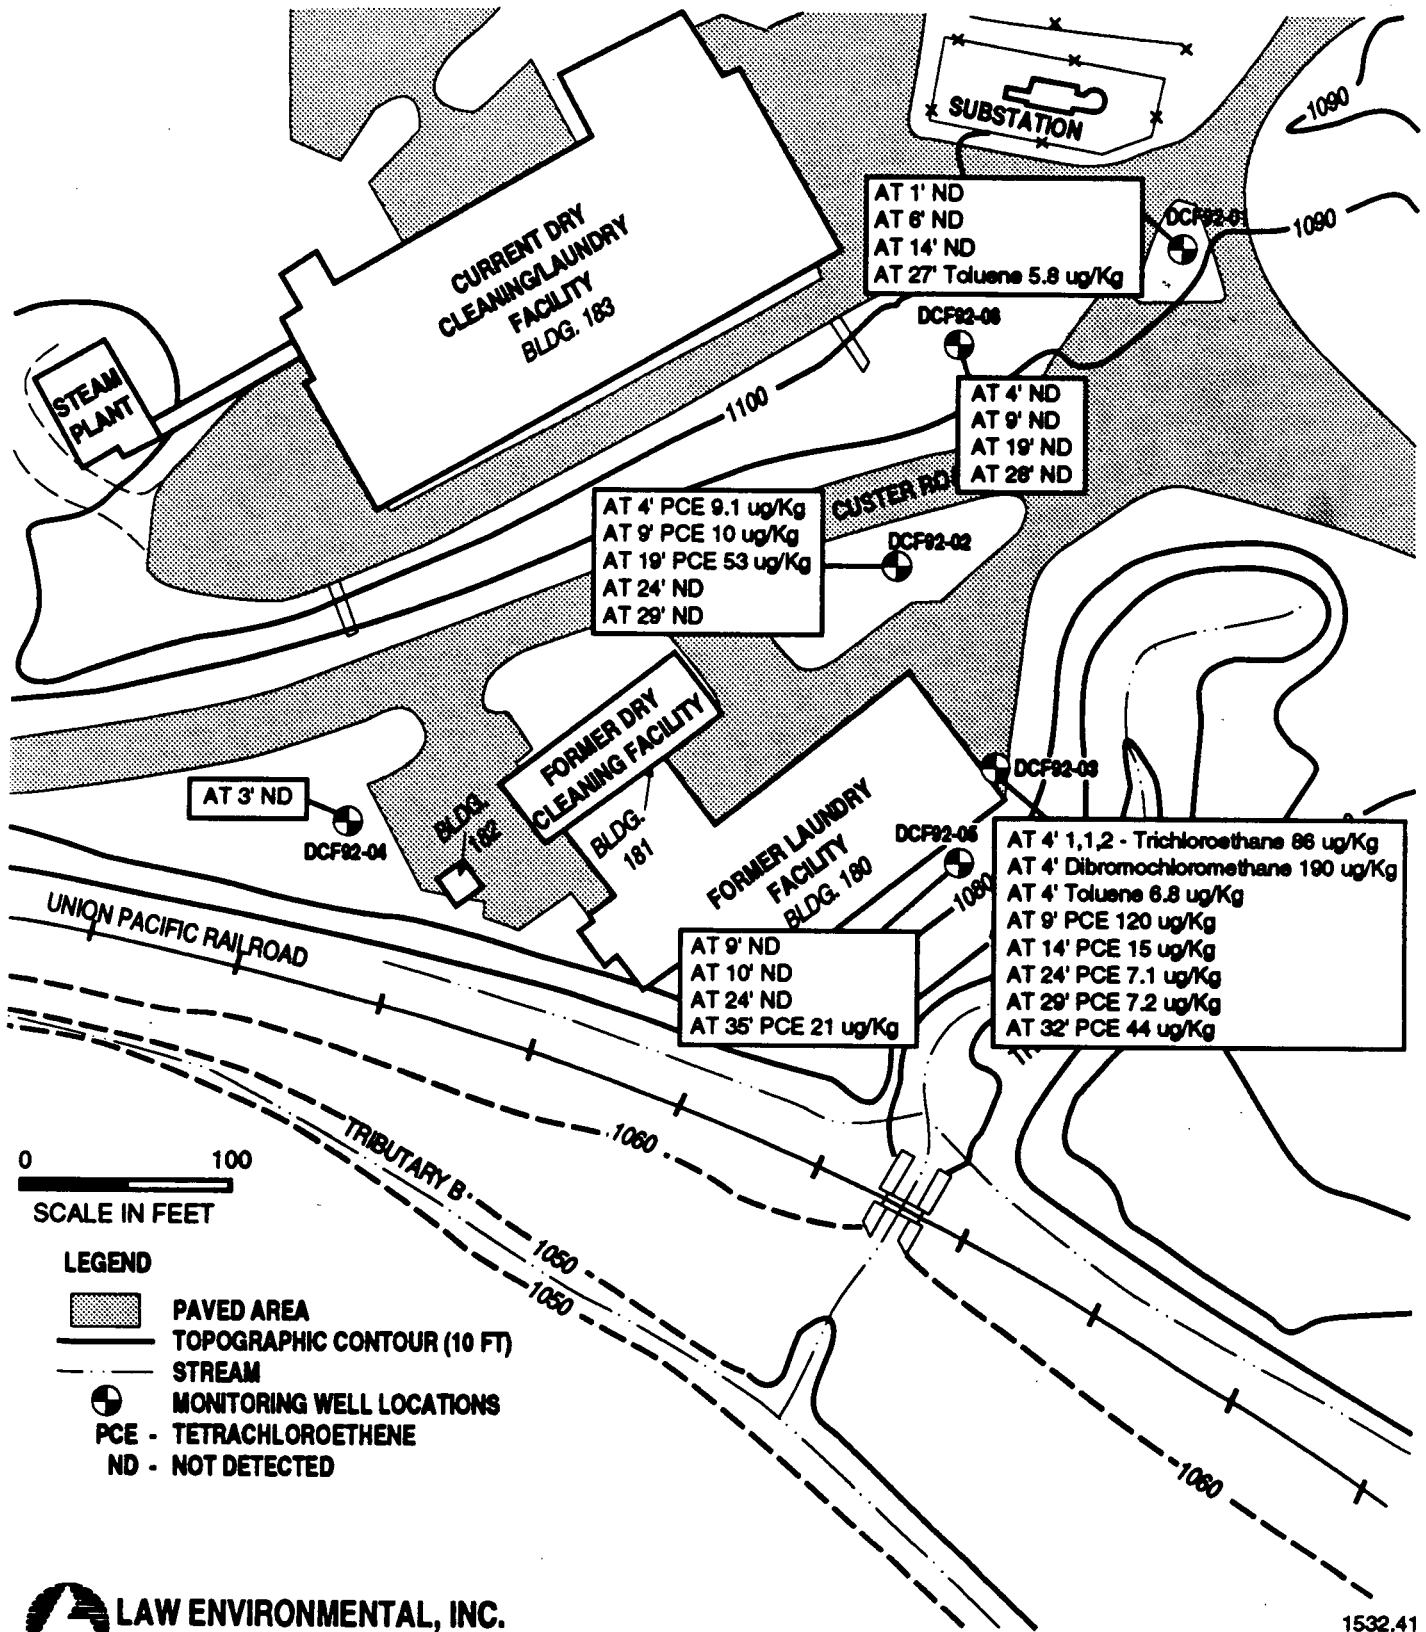 SUBSTATION
1090
1090
AT 1' ND
AT 6' ND
AT 14' ND
AT 27' Toluene 5.8 ug/Kg
DCF92-01
CURRENT DRY
CLEANING/LAUNDRY
FACILITY
BLDG. 183
DCF92-06
STEAM
PLANT
1100
AT 4' ND
AT 9' ND
AT 19' ND
AT 28' ND
CUSTER RD
AT 4' PCE 9.1 ug/Kg
AT 9' PCE 10 ug/Kg
AT 19' PCE 53 ug/Kg
AT 24' ND
AT 29' ND
DCF92-02
FORMER DRY
CLEANING FACILITY
BLDG.
181
BLDG.
182
AT 3' ND
DCF92-04
FORMER LAUNDRY
FACILITY
BLDG. 180
DCF92-03
DCF92-05
1080
AT 4' 1,1,2 - Trichloroethane 86 ug/Kg
AT 4' Dibromochloromethane 190 ug/Kg
AT 4' Toluene 6.8 ug/Kg
AT 9' PCE 120 ug/Kg
AT 14' PCE 15 ug/Kg
AT 24' PCE 7.1 ug/Kg
AT 29' PCE 7.2 ug/Kg
AT 32' PCE 44 ug/Kg
AT 9' ND
AT 10' ND
AT 24' ND
AT 35' PCE 21 ug/Kg
UNION PACIFIC RAILROAD
1060
TRIBUTARY B
1050
1050
1060
0 100
SCALE IN FEET
LEGEND
PAVED AREA
TOPOGRAPHIC CONTOUR (10 FT)
STREAM
MONITORING WELL LOCATIONS
PCE - TETRACHLOROETHENE
ND - NOT DETECTED
LAW ENVIRONMENTAL, INC.
1532.41